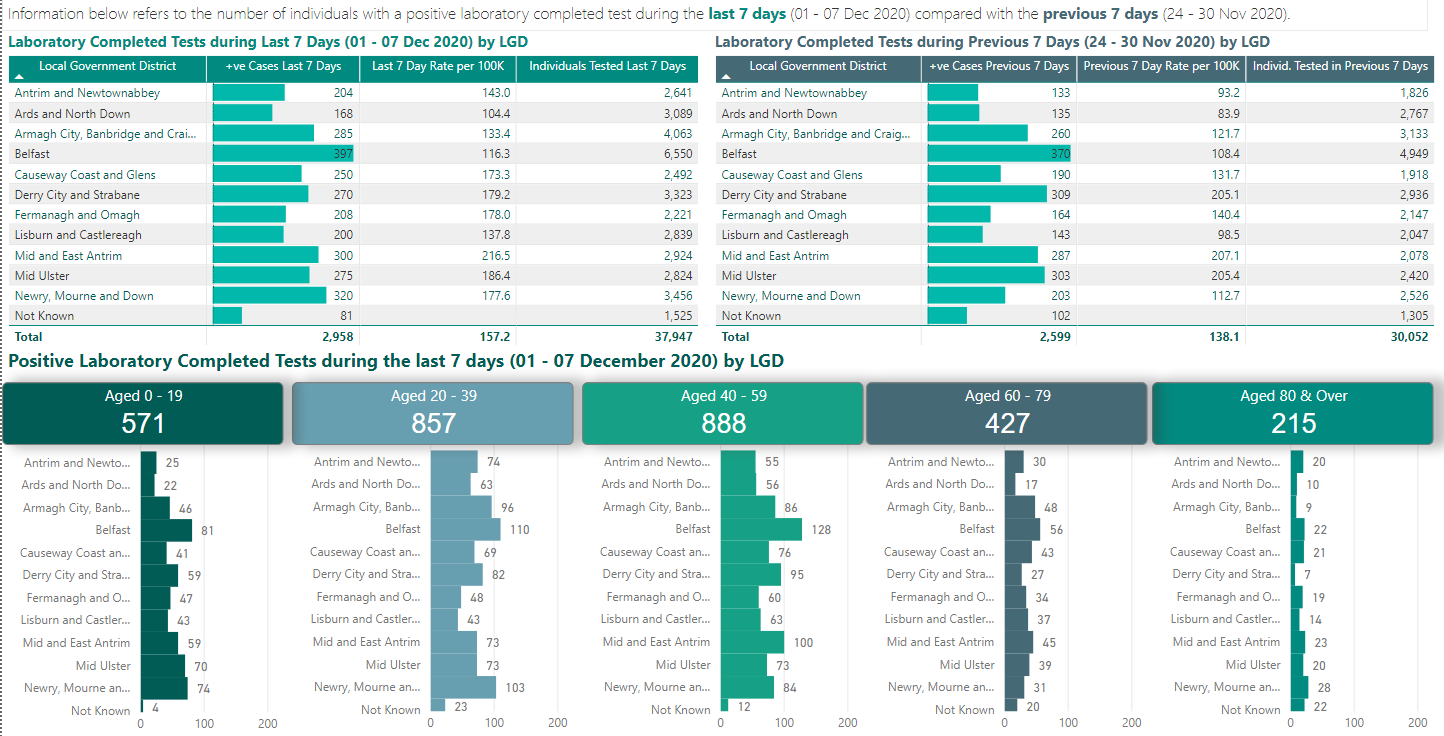 Information below refers to the number of individuals with a positive laboratory completed test during the last 7 days (01 - 07 Dec 2020) compared with the previous 7 days (24 - 30 Nov 2020).
Laboratory Completed Tests during Last 7 Days (01 - 07 Dec 2020) by LGD
Local Government District +ve Cases Last 7 Days Last 7 Day Rate per 100K Individuals Tested Last 7 Days
Antrim and Newtownabbey 204 143.0 2,641
Ards and North Down 168 104.4 3,089
Armagh City, Banbridge and Crai... 285 133.4 4,063
Belfast 397 116.3 6,550
Causeway Coast and Glens 250 173.3 2,492
Derry City and Strabane 270 179.2 3,323
Fermanagh and Omagh 208 178.0 2,221
Lisburn and Castlereagh 200 137.8 2,839
Mid and East Antrim 300 216.5 2,924
Mid Ulster 275 186.4 2,824
Newry, Mourne and Down 320 177.6 3,456
Not Known 81 1,525
Total 2,958 157.2 37,947
Laboratory Completed Tests during Previous 7 Days (24 - 30 Nov 2020) by LGD
Local Government District +ve Cases Previous 7 Days Previous 7 Day Rate per 100K Individ. Tested in Previous 7 Days
Antrim and Newtownabbey 133 93.2 1,826
Ards and North Down 135 83.9 2,767
Armagh City, Banbridge and Craig... 260 121.7 3,133
Belfast 370 108.4 4,949
Causeway Coast and Glens 190 131.7 1,918
Derry City and Strabane 309 205.1 2,936
Fermanagh and Omagh 164 140.4 2,147
Lisburn and Castlereagh 143 98.5 2,047
Mid and East Antrim 287 207.1 2,078
Mid Ulster 303 205.4 2,420
Newry, Mourne and Down 203 112.7 2,526
Not Known 102 1,305
Total 2,599 138.1 30,052
Positive Laboratory Completed Tests during the last 7 days (01 - 07 December 2020) by LGD
Aged 0 - 19
571
Antrim and Newto... 25
Ards and North Do... 22
Armagh City, Banb... 46
Belfast 81
Causeway Coast an... 41
Derry City and Stra... 59
Fermanagh and O... 47
Lisburn and Castler... 43
Mid and East Antrim 59
Mid Ulster 70
Newry, Mourne an... 74
Not Known 4
0 100 200
Aged 20 - 39
857
Antrim and Newto... 74
Ards and North Do... 63
Armagh City, Banb... 96
Belfast 110
Causeway Coast an... 69
Derry City and Stra... 82
Fermanagh and O... 48
Lisburn and Castler... 43
Mid and East Antrim 73
Mid Ulster 73
Newry, Mourne an... 103
Not Known 23
0 100 200
Aged 40 - 59
888
Antrim and Newto... 55
Ards and North Do... 56
Armagh City, Banb... 86
Belfast 128
Causeway Coast an... 76
Derry City and Stra... 95
Fermanagh and O... 60
Lisburn and Castler... 63
Mid and East Antrim 100
Mid Ulster 73
Newry, Mourne an... 84
Not Known 12
0 100 200
Aged 60 - 79
427
Antrim and Newto... 30
Ards and North Do... 17
Armagh City, Banb... 48
Belfast 56
Causeway Coast an... 43
Derry City and Stra... 27
Fermanagh and O... 34
Lisburn and Castler... 37
Mid and East Antrim 45
Mid Ulster 39
Newry, Mourne an... 31
Not Known 20
0 100 200
Aged 80 & Over
215
Antrim and Newto... 20
Ards and North Do... 10
Armagh City, Banb... 9
Belfast 22
Causeway Coast an... 21
Derry City and Stra... 7
Fermanagh and O... 19
Lisburn and Castler... 14
Mid and East Antrim 23
Mid Ulster 20
Newry, Mourne an... 28
Not Known 22
0 100 200